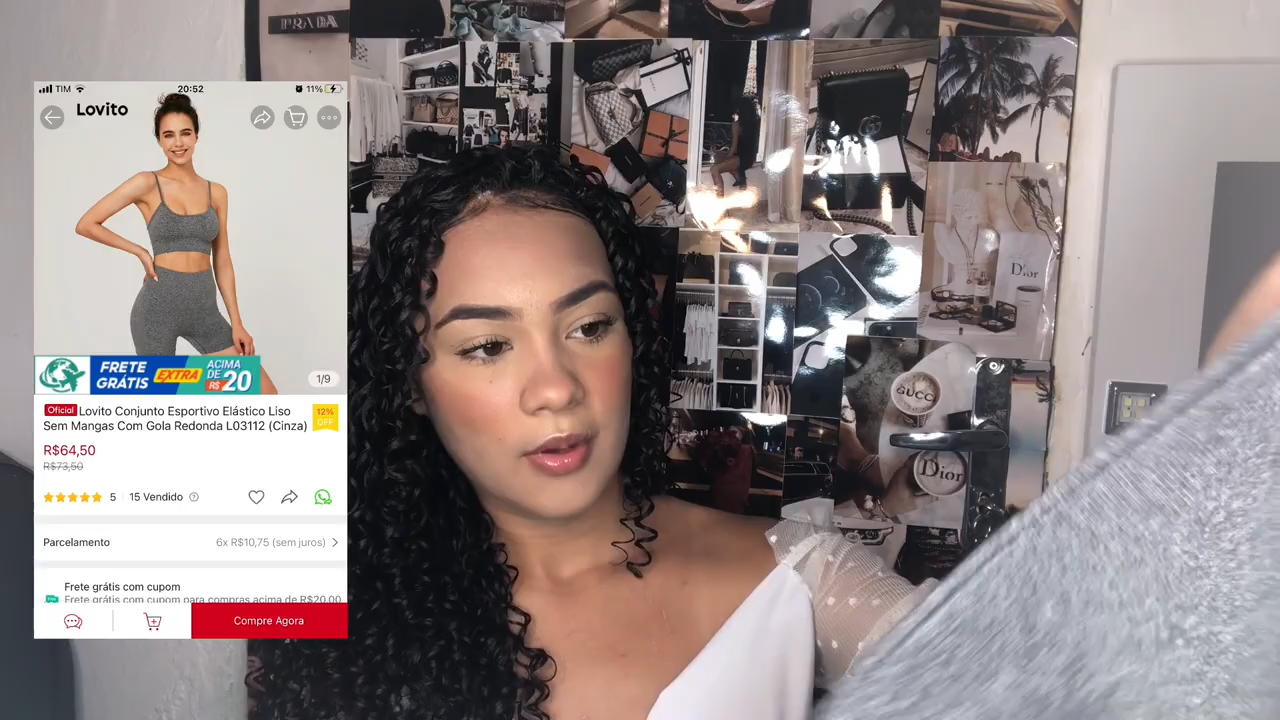 PRADA
TIM
20:52
11%
Lovito
FRETE
GRÁTIS
EXTRA
ACIMA
DE
R$20
1/9
Oficial Lovito Conjunto Esportivo Elástico Liso
Sem Mangas Com Gola Redonda L03112 (Cinza)
12%
OFF
R$64,50
R$73,50
5
15 Vendido
Parcelamento
6x R$10,75 (sem juros)
Frete grátis com cupom
Frete grátis com cupom para compras acima de R$20,00
Compre Agora
Dior
GUCCI
Dior